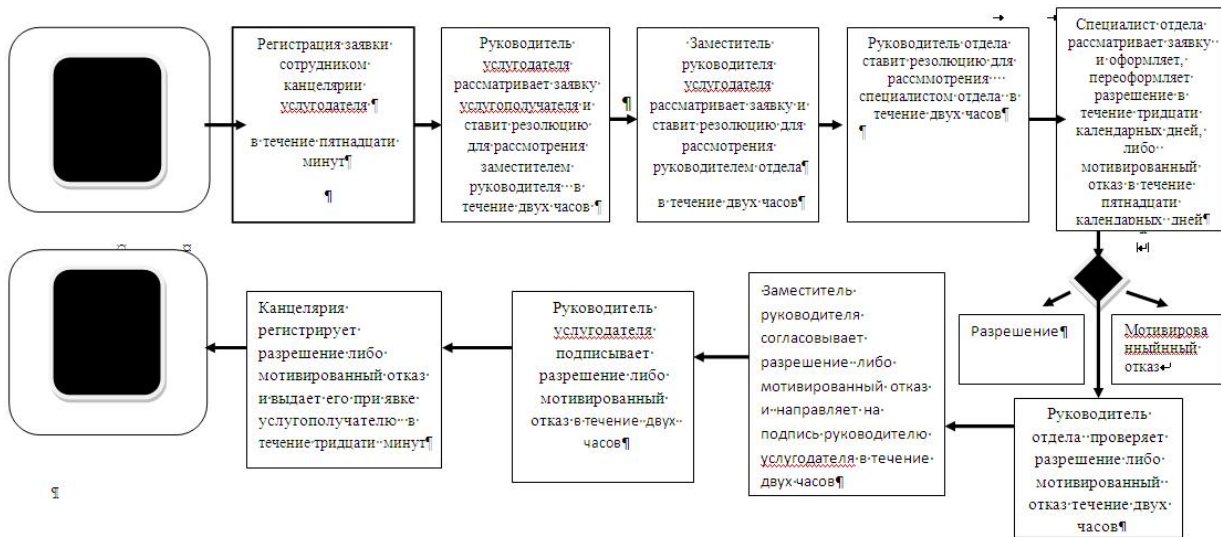 Регистрация заявки
сотрудником
канцелярии
услугодателя ¶
в течение пятнадцати
минут¶
¶
Руководитель
услугодателя
рассматривает заявку
услугополучателя и
ставит резолюцию
для рассмотрения
заместителем
руководителя в
течение двух часов ¶
¶
Заместитель
руководителя
услугодателя
рассматривает заявку и
ставит резолюцию для
рассмотрения
руководителем отдела¶
в течение двух часов¶
Руководитель отдела
ставит резолюцию для
рассммотрения
специалистом отдела в
течение двух часов¶
¶
Специалист отдела
рассматривает заявку
и оформляет,
переоформляет
разрешение в
течение тридцати
календарных дней,
либо
мотивированный
отказ в течение
пятнадцати
календарных дней¶
Разрешение¶
Мотивирова
нныйнный
отказ↵
Руководитель
отдела проверяет
разрешение либо
мотивированный
отказ течение двух
часов¶
Заместитель
руководителя
согласовывает
разрешение либо
мотивированный отказ
и направляет на
подпись руководителю
услугодателя в течение
двух часов¶
Руководитель
услугодателя
подписывает
разрешение либо
мотивированный
отказ в течение двух
часов¶
Канцелярия
регистрирует
разрешение либо
мотивированный отказ
и выдает его при явке
услугополучателю в
течение тридцати минут¶
¶